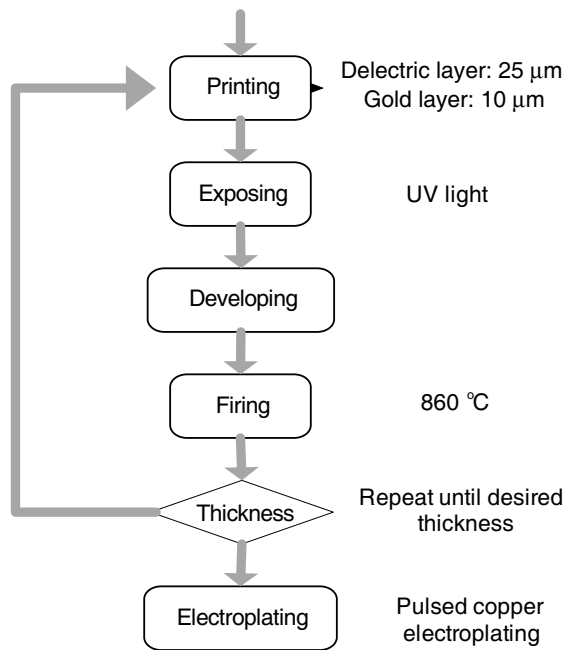 Printing
Delectric layer: 25 μm
Gold layer: 10 μm
Exposing
UV light
Developing
Firing
860 °C
Thickness
Repeat until desired
thickness
Electroplating
Pulsed copper
electroplating